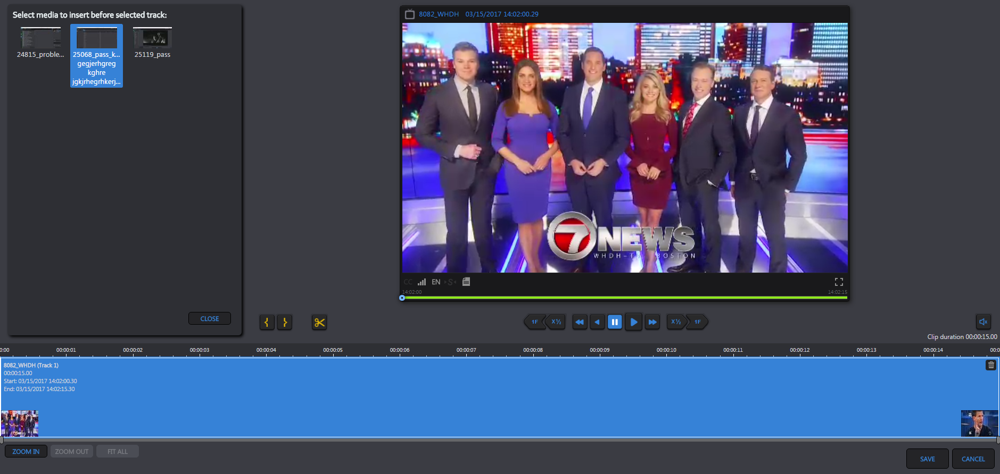 Select media to insert before selected track:
24815_proble...
25068_pass_k...
gegjerhgreg
kghre
jgkjrhegrhkerj...
25119_pass
8082_WHDH 03/15/2017 14:02:00.29
7NEWS
WHDH-TV BOSTON
CC EN S
14:02:00 14:02:15
CLOSE
{ }
1F X½ X½ 1F
Clip duration 00:00:15.00
0:00 00:00:01 00:00:02 00:00:03 00:00:04 00:00:05 00:00:06 00:00:07 00:00:08 00:00:09 00:00:10 00:00:11 00:00:12 00:00:13 00:00:14 00:0
8082_WHDH (Track 1)
00:00:15.00
Start: 03/15/2017 14:02:00.30
End: 03/15/2017 14:02:15.30
ZOOM IN ZOOM OUT FIT ALL
SAVE CANCEL